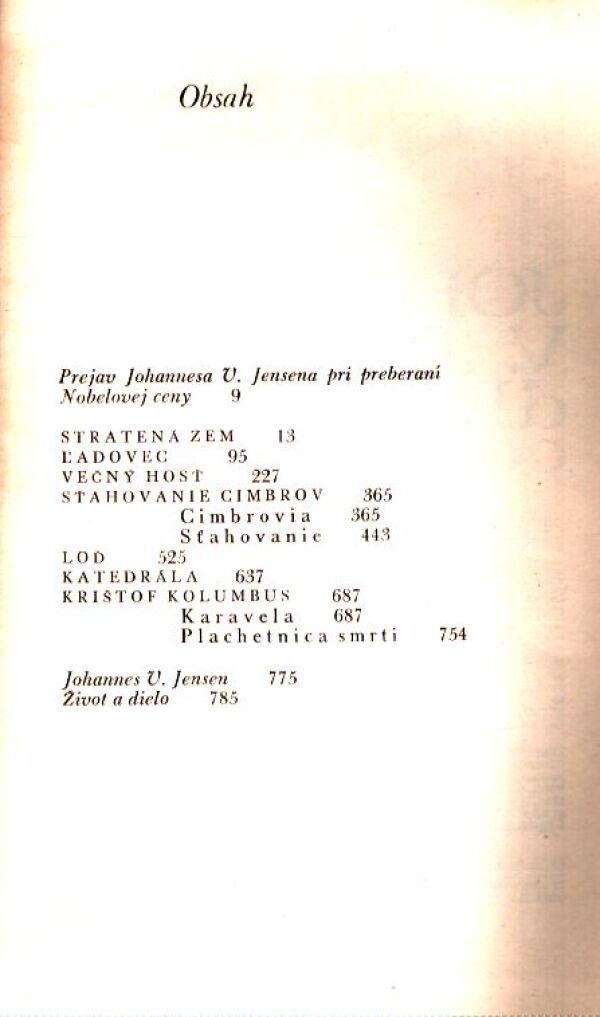 Obsah
Prejav Johannesa V. Jensena pri preberaní
Nobelovej ceny 9
STRATENÁ ZEM 13
ĽADOVEC 95
VEČNÝ HOSŤ 227
SŤAHOVANIE CIMBROV 365
Cimbrovia 365
Sťahovanie 443
LOĎ 525
KATEDRÁLA 637
KRIŠTOF KOLUMBUS 687
Karavela 687
Plachetnica smrti 754
Johannes V. Jensen 775
Život a dielo 785